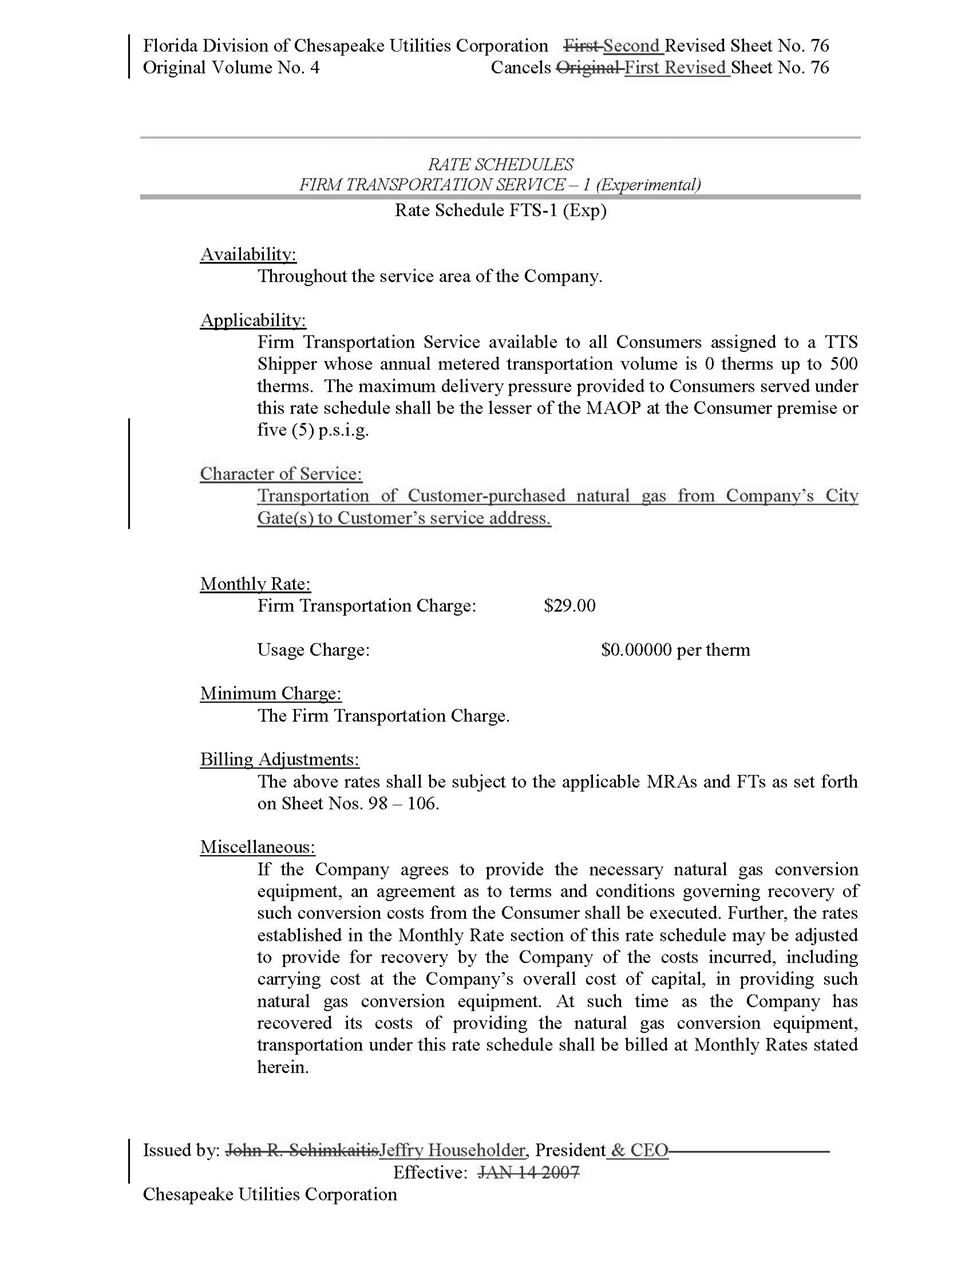 Florida Division of Chesapeake Utilities Corporation First Second Revised Sheet No. 76
Original Volume No. 4 Cancels Original First Revised Sheet No. 76
RATE SCHEDULES
FIRM TRANSPORTATION SERVICE – 1 (Experimental)
Rate Schedule FTS-1 (Exp)
Availability:
Throughout the service area of the Company.
Applicability:
Firm Transportation Service available to all Consumers assigned to a TTS
Shipper whose annual metered transportation volume is 0 therms up to 500
therms. The maximum delivery pressure provided to Consumers served under
this rate schedule shall be the lesser of the MAOP at the Consumer premise or
five (5) p.s.i.g.
Character of Service:
Transportation of Customer-purchased natural gas from Company’s City
Gate(s) to Customer’s service address.
Monthly Rate:
Firm Transportation Charge: $29.00
Usage Charge: $0.00000 per therm
Minimum Charge:
The Firm Transportation Charge.
Billing Adjustments:
The above rates shall be subject to the applicable MRAs and FTs as set forth
on Sheet Nos. 98 – 106.
Miscellaneous:
If the Company agrees to provide the necessary natural gas conversion
equipment, an agreement as to terms and conditions governing recovery of
such conversion costs from the Consumer shall be executed. Further, the rates
established in the Monthly Rate section of this rate schedule may be adjusted
to provide for recovery by the Company of the costs incurred, including
carrying cost at the Company’s overall cost of capital, in providing such
natural gas conversion equipment. At such time as the Company has
recovered its costs of providing the natural gas conversion equipment,
transportation under this rate schedule shall be billed at Monthly Rates stated
herein.
Issued by: John R. SchimkaitisJeffry Householder, President & CEO
Effective: JAN 14 2007
Chesapeake Utilities Corporation